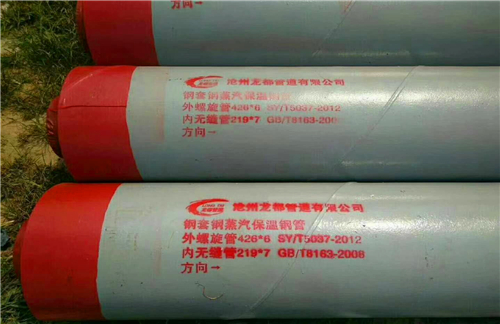 方向→
沧州龙都管道有限公司
钢套钢蒸汽保温钢管
外螺旋管426*6 SY/T5037-2012
内无缝管219*7 GB/T8163-2008
方向→
沧州龙都管道有限公司
钢套钢蒸汽保温钢管
外螺旋管426*6 SY/T5037-2012
内无缝管219*7 GB/T8163-2008
方向→